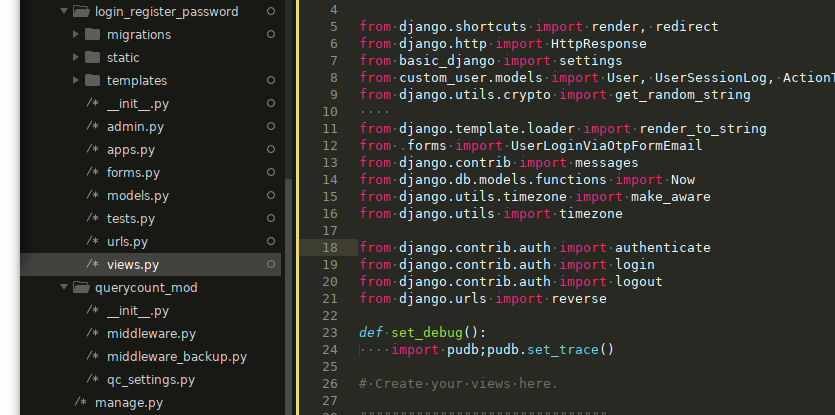 login_register_password
migrations
static
templates
/* __init__.py
/* admin.py
/* apps.py
/* forms.py
/* models.py
/* tests.py
/* urls.py
/* views.py
querycount_mod
/* __init__.py
/* middleware.py
/* middleware_backup.py
/* qc_settings.py
/* manage.py
4
5 from django.shortcuts import render, redirect
6 from django.http import HttpResponse
7 from basic_django import settings
8 from custom_user.models import User, UserSessionLog, ActionT
9 from django.utils.crypto import get_random_string
10
11 from django.template.loader import render_to_string
12 from .forms import UserLoginViaOtpFormEmail
13 from django.contrib import messages
14 from django.db.models.functions import Now
15 from django.utils.timezone import make_aware
16 from django.utils import timezone
17
18 from django.contrib.auth import authenticate
19 from django.contrib.auth import login
20 from django.contrib.auth import logout
21 from django.urls import reverse
22
23 def set_debug():
24 import pudb;pudb.set_trace()
25
26 # Create your views here.
27